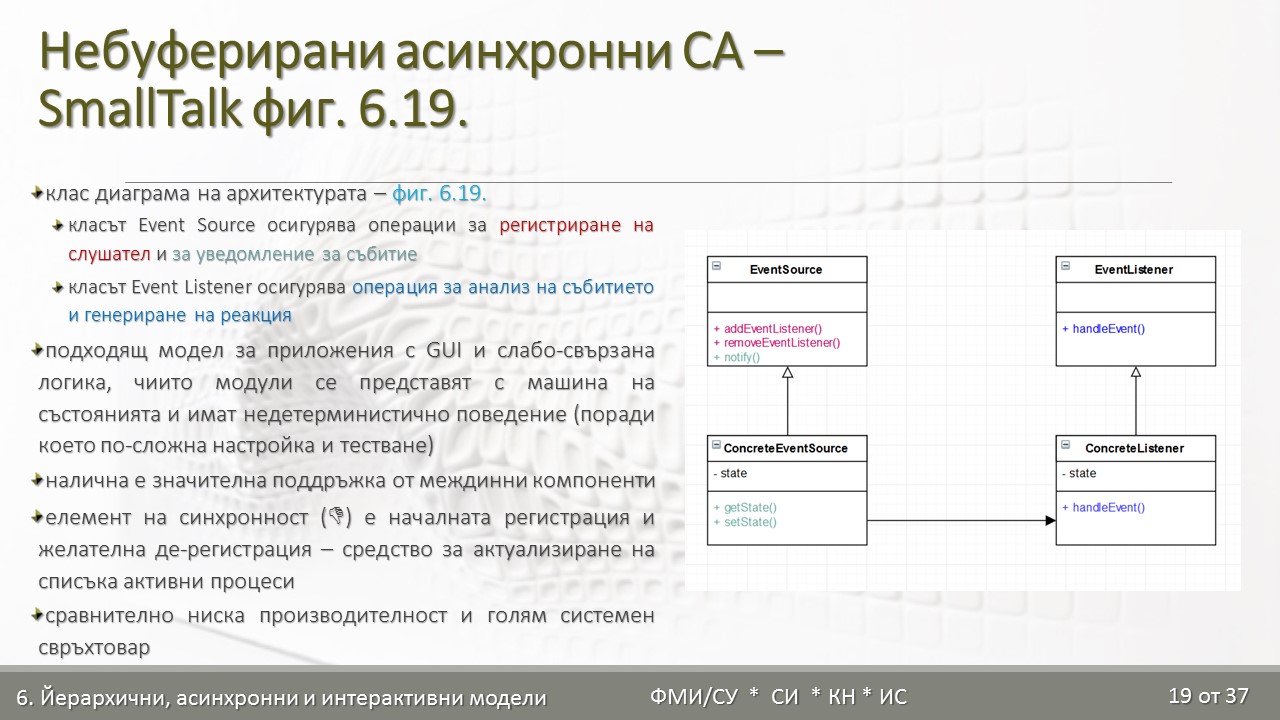 Небуферирани асинхронни СА –
SmallTalk фиг. 6.19.
клас диаграма на архитектурата – фиг. 6.19.
класът Event Source осигурява операции за регистриране на
слушател и за уведомление за събитие
класът Event Listener осигурява операция за анализ на събитието
и генериране на реакция
подходящ модел за приложения с GUI и слабо-свързана
логика, чиито модули се представят с машина на
състоянията и имат недетерминистично поведение (поради
което по-сложна настройка и тестване)
налична е значителна поддръжка от междинни компоненти
елемент на синхронност (👎) е началната регистрация и
желателна де-регистрация – средство за актуализиране на
списъка активни процеси
сравнително ниска производителност и голям системен
свръхтовар
EventSource
+ addEventListener()
+ removeEventListener()
+ notify()
EventListener
+ handleEvent()
ConcreteEventSource
- state
+ getState()
+ setState()
ConcreteListener
- state
+ handleEvent()
6. Йерархични, асинхронни и интерактивни модели
ФМИ/СУ * СИ * КН * ИС
19 от 37